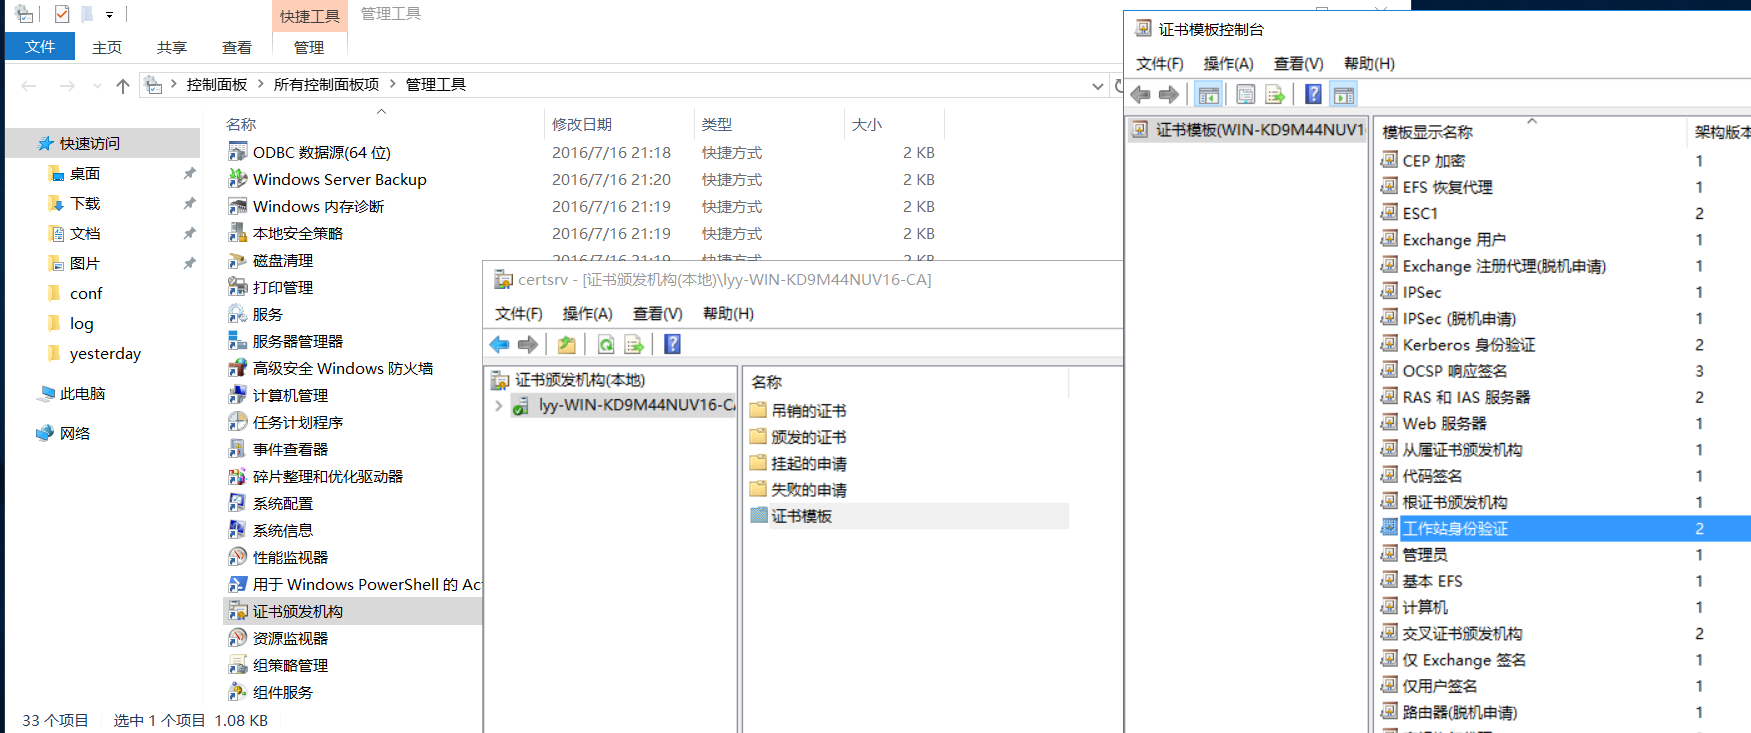 快捷工具 管理工具
文件 主页 共享 查看 管理
控制面板 > 所有控制面板项 > 管理工具
快速访问
桌面
下载
文档
图片
conf
log
yesterday
此电脑
网络
名称 修改日期 类型 大小
ODBC 数据源(64 位) 2016/7/16 21:18 快捷方式 2 KB
Windows Server Backup 2016/7/16 21:20 快捷方式 2 KB
Windows 内存诊断 2016/7/16 21:19 快捷方式 2 KB
本地安全策略 2016/7/16 21:19 快捷方式 2 KB
磁盘清理 2016/7/16 21:19 快捷方式 2 KB
打印管理
服务
服务器管理器
高级安全 Windows 防火墙
计算机管理
任务计划程序
事件查看器
碎片整理和优化驱动器
系统配置
系统信息
性能监视器
用于 Windows PowerShell 的 Act
证书颁发机构
资源监视器
组策略管理
组件服务
33 个项目 选中 1 个项目 1.08 KB
certsrv - [证书颁发机构(本地)\lyy-WIN-KD9M44NUV16-CA]
文件(F) 操作(A) 查看(V) 帮助(H)
证书颁发机构(本地)
lyy-WIN-KD9M44NUV16-CA
名称
吊销的证书
颁发的证书
挂起的申请
失败的申请
证书模板
证书模板控制台
文件(F) 操作(A) 查看(V) 帮助(H)
证书模板(WIN-KD9M44NUV1
模板显示名称 架构版本
CEP 加密 1
EFS 恢复代理 1
ESC1 2
Exchange 用户 1
Exchange 注册代理(脱机申请) 1
IPSec 1
IPSec (脱机申请) 1
Kerberos 身份验证 2
OCSP 响应签名 3
RAS 和 IAS 服务器 2
Web 服务器 1
从属证书颁发机构 1
代码签名 1
根证书颁发机构 1
工作站身份验证 2
管理员 1
基本 EFS 1
计算机 1
交叉证书颁发机构 2
仅 Exchange 签名 1
仅用户签名 1
路由器(脱机申请) 1